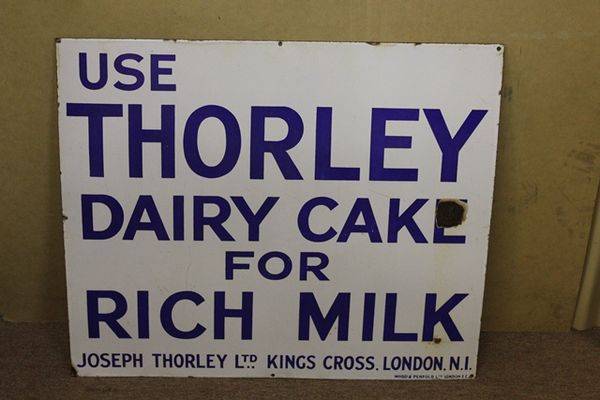 USE
THORLEY
DAIRY CAKE
FOR
RICH MILK
JOSEPH THORLEY LTD KINGS CROSS. LONDON. N.1.